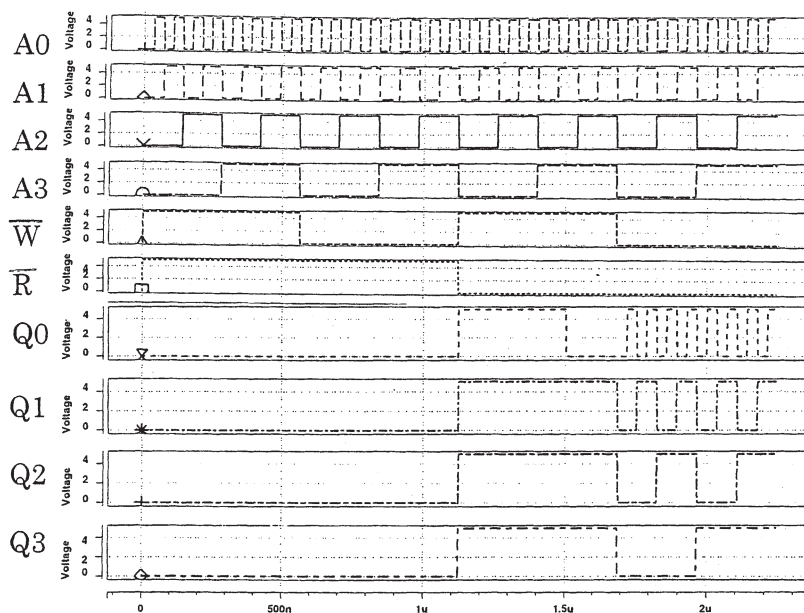 A0 Voltage 4 2 0
A1 Voltage 4 2 0
A2 Voltage 4 2 0
A3 Voltage 4 2 0
W̅ Voltage 4 2 0
R̅ Voltage 4 2 0
Q0 Voltage 4 2 0
Q1 Voltage 4 2 0
Q2 Voltage 4 2 0
Q3 Voltage 4 2 0
0 500n 1u 1.5u 2u